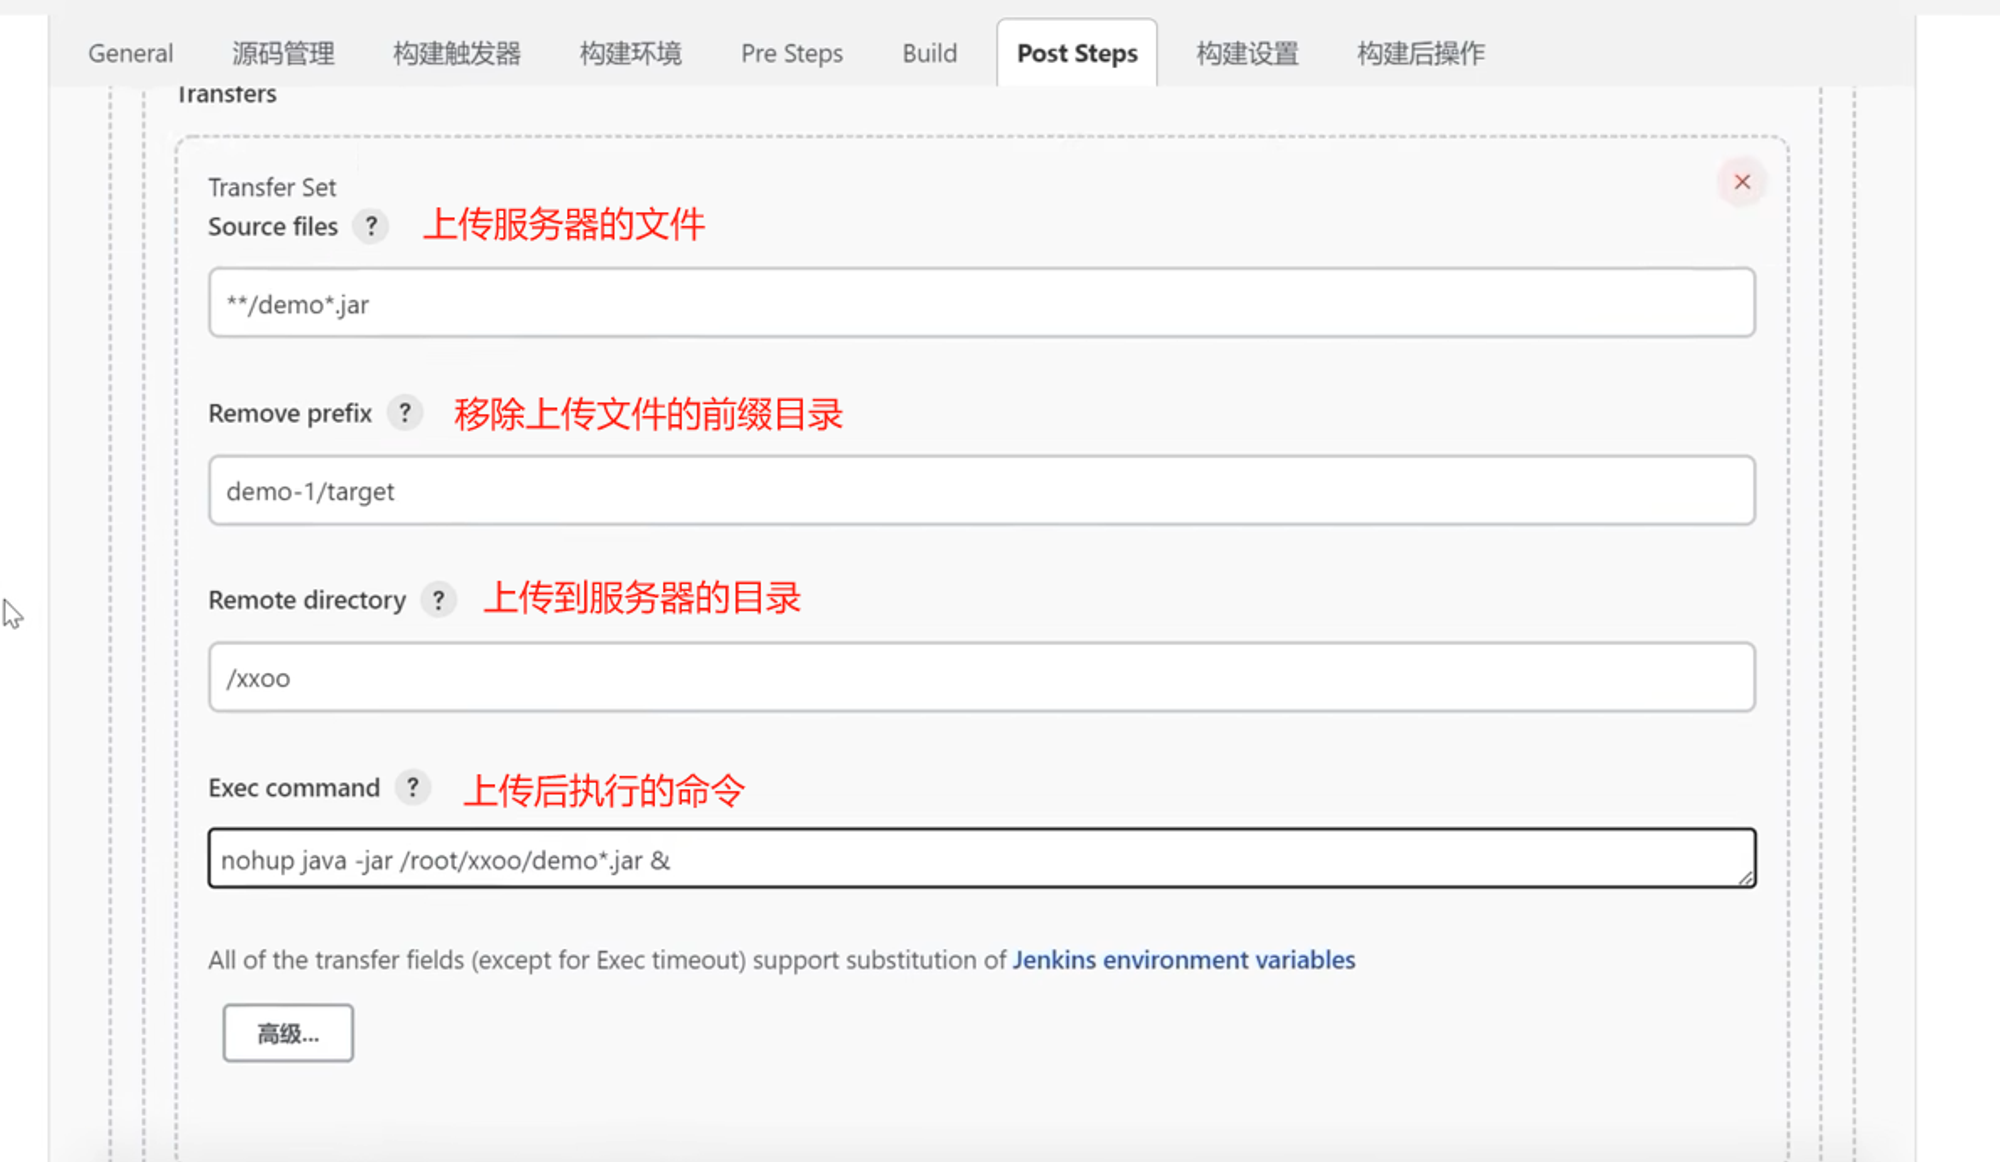 General 源码管理 构建触发器 构建环境 Pre Steps Build Post Steps 构建设置 构建后操作
Transfers
Transfer Set
Source files ? 上传服务器的文件
**/demo*.jar
Remove prefix ? 移除上传文件的前缀目录
demo-1/target
Remote directory ? 上传到服务器的目录
/xxoo
Exec command ? 上传后执行的命令
nohup java -jar /root/xxoo/demo*.jar &
All of the transfer fields (except for Exec timeout) support substitution of Jenkins environment variables
高级...